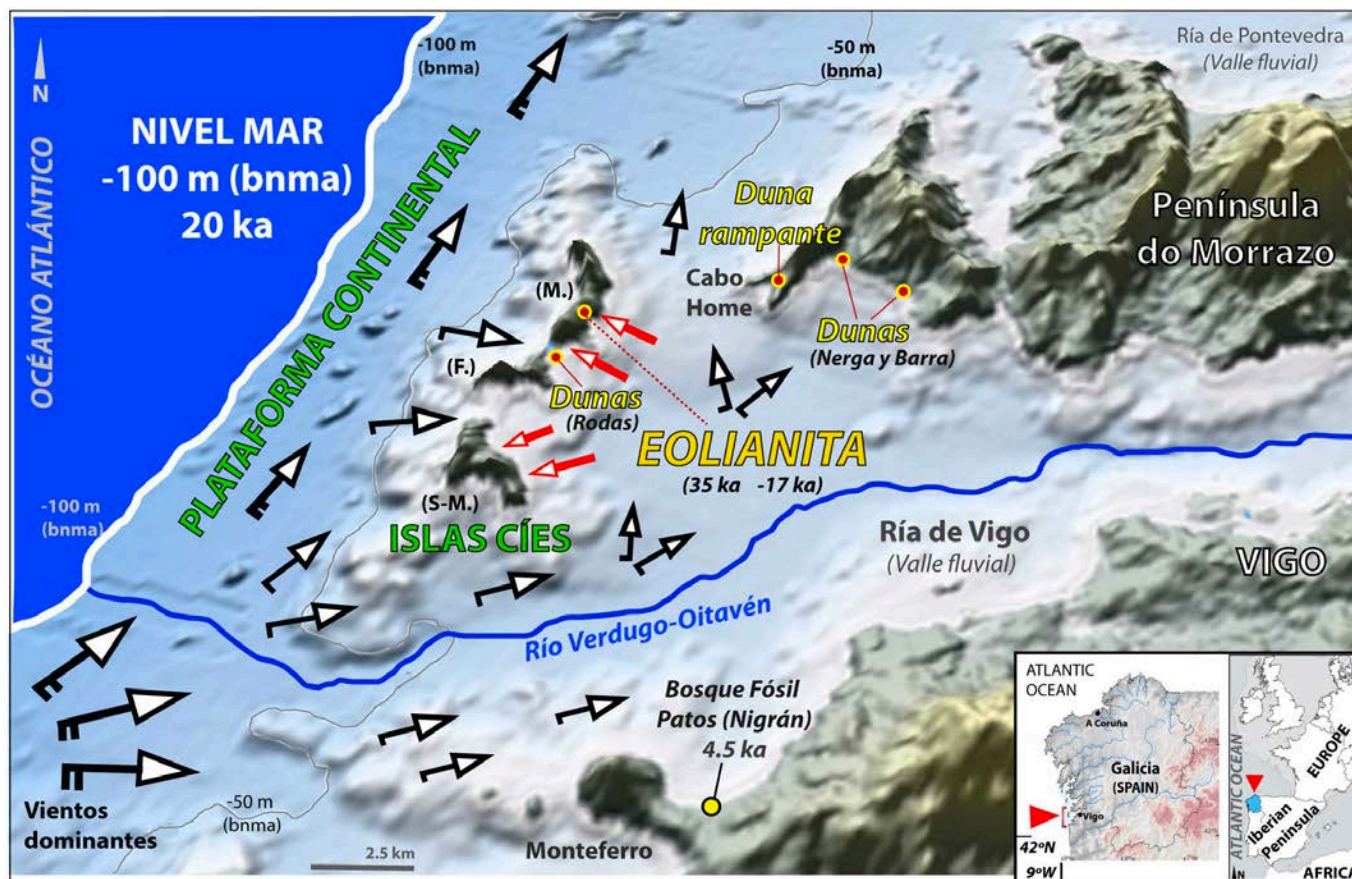 N
OCÉANO ATLÁNTICO
NIVEL MAR
-100 m (bnma)
20 ka
-100 m
(bnma)
-50 m
(bnma)
Ría de Pontevedra
(Valle fluvial)
PLATAFORMA CONTINENTAL
Península
do Morrazo
Duna
rampante
Cabo
Home
Dunas
(Nerga y Barra)
(M.)
(F.)
Dunas
(Rodas)
EOLIANITA
(35 ka -17 ka)
(S-M.)
ISLAS CÍES
-100 m
(bnma)
Ría de Vigo
(Valle fluvial)
VIGO
Río Verdugo-Oitavén
Bosque Fósil
Patos (Nigrán)
4.5 ka
Vientos
dominantes
-50 m
(bnma)
2.5 km
Monteferro
ATLANTIC
OCEAN
A Coruña
Galicia
(SPAIN)
Vigo
42ºN
9ºW
ATLANTIC OCEAN
EUROPE
Iberian
Peninsula
N
AFRICA